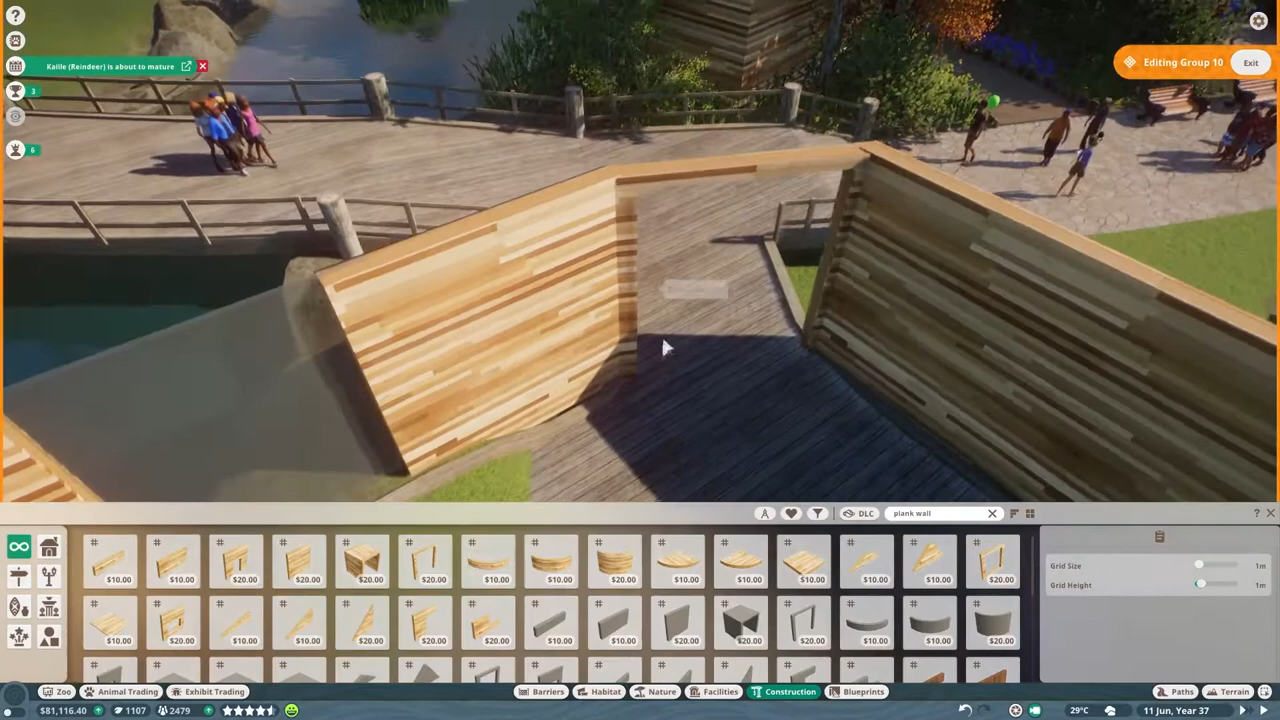 Editing Group 10 Exit
Kaille (Reindeer) is about to mature
3
6
DLC plank wall
$10.00 $10.00 $20.00 $20.00 $20.00 $20.00 $10.00 $10.00 $20.00 $10.00 $10.00 $20.00 $10.00 $10.00 $20.00
Grid Size 1m
Grid Height 1m
$10.00 $20.00 $10.00 $10.00 $20.00 $20.00 $20.00 $10.00 $10.00 $20.00 $20.00 $20.00 $10.00 $10.00 $20.00
Zoo Animal Trading Exhibit Trading Barriers Habitat Nature Facilities Construction Blueprints Paths Terrain
$81,116.40 1107 2479 29°C 11 Jun, Year 37